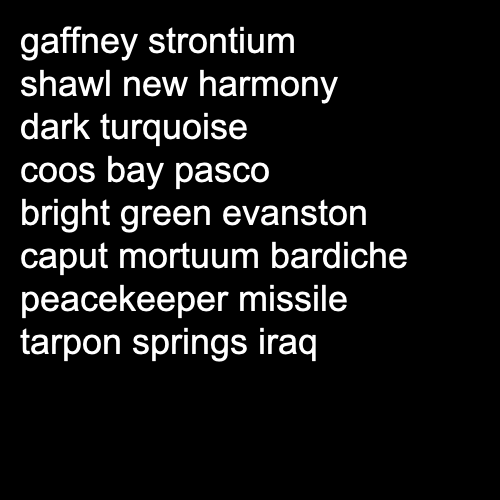 gaffney strontium
shawl new harmony
dark turquoise
coos bay pasco
bright green evanston
caput mortuum bardiche
peacekeeper missile
tarpon springs iraq